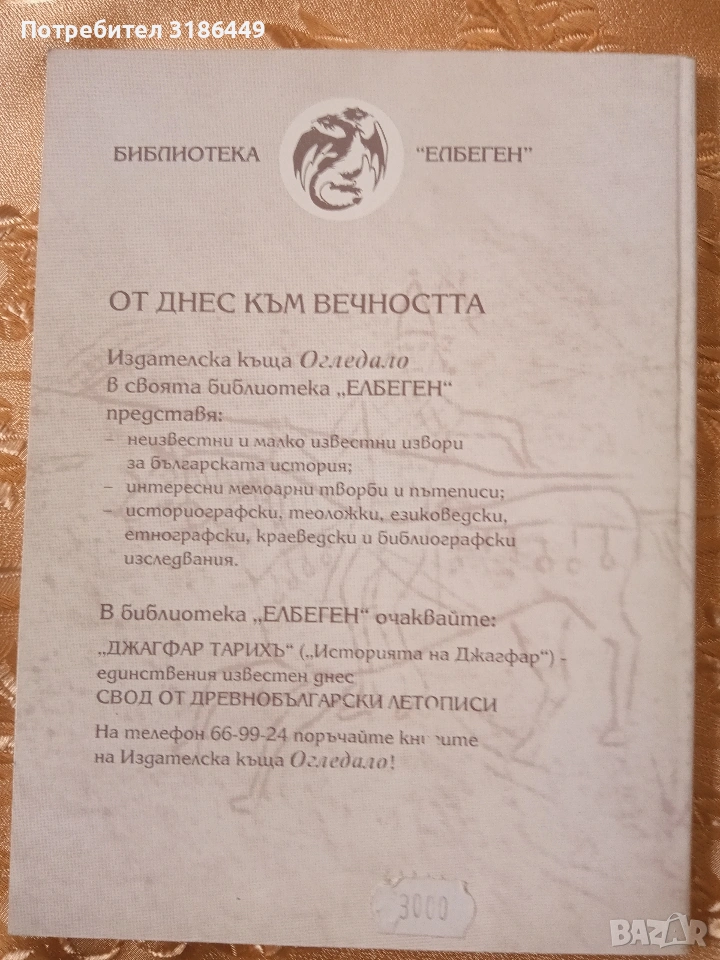 Потребител 3186449
БИБЛИОТЕКА "ЕЛБЕГЕН"
ОТ ДНЕС КЪМ ВЕЧНОСТТА
Издателска къща Огледало
в своята библиотека „ЕЛБЕГЕН“
представя:
– неизвестни и малко известни извори
за българската история;
– интересни мемоарни творби и пътеписи;
– историографски, теоложки, езиковедски,
етнографски, краеведски и библиографски
изследвания.
В библиотека „ЕЛБЕГЕН“ очаквайте:
„ДЖАГФАР ТАРИХЪ“ („Историята на Джагфар“) -
единствения известен днес
СВОД ОТ ДРЕВНОБЪЛГАРСКИ ЛЕТОПИСИ
На телефон 66-99-24 поръчайте книгите
на Издателска къща Огледало!
3000
BAZAR